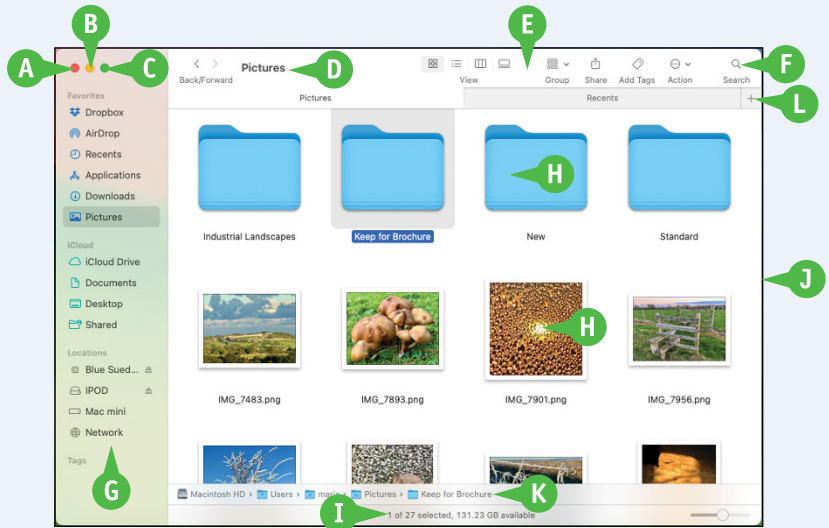 B
A
C
Pictures
D
E
F
Back/Forward
View
Group
Share
Add Tags
Action
Search
Pictures
Recents
+
L
Favorites
Dropbox
AirDrop
Recents
Applications
Downloads
Pictures
iCloud
iCloud Drive
Documents
Desktop
Shared
Locations
Blue Sued...
IPOD
Mac mini
Network
Tags
G
H
Industrial Landscapes
Keep for Brochure
New
Standard
J
H
IMG_7483.png
IMG_7893.png
IMG_7901.png
IMG_7956.png
Macintosh HD › Users › maria › Pictures › Keep for Brochure
K
I
1 of 27 selected, 131.23 GB available